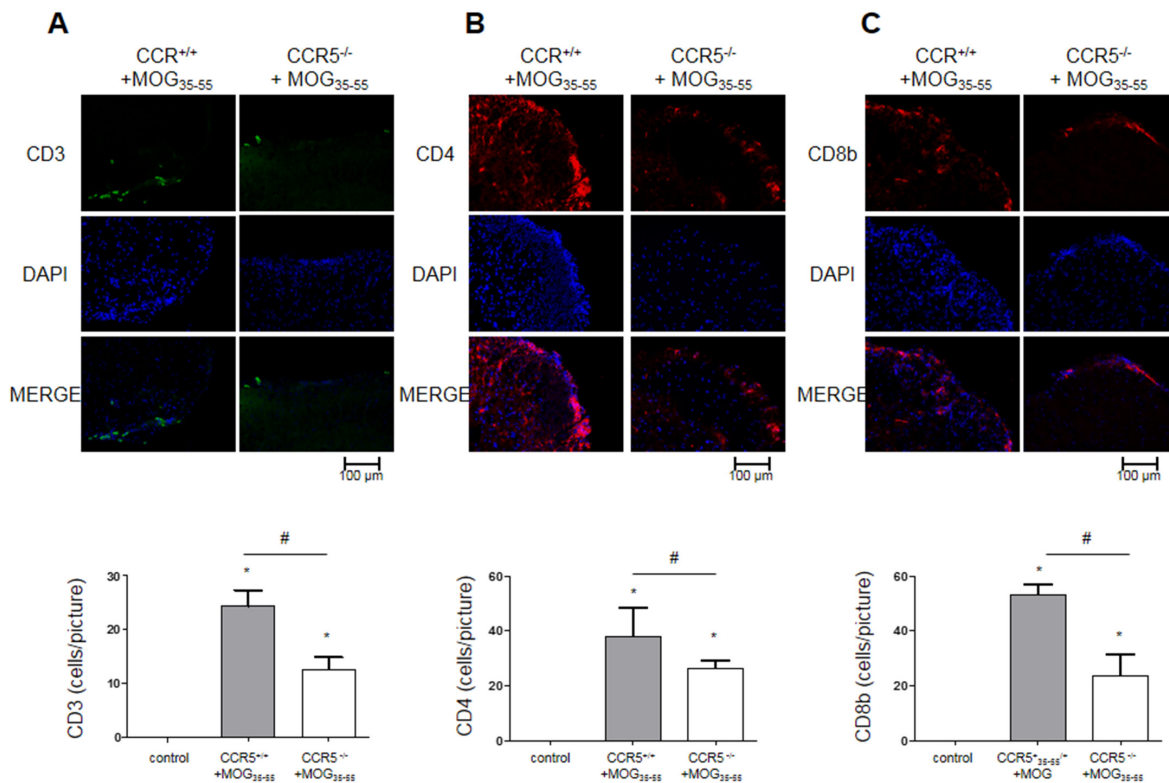 A
B
C
CCR+/+
+MOG35-55
CCR5-/-
+ MOG35-55
CCR+/+
+MOG35-55
CCR5-/-
+ MOG35-55
CCR+/+
+MOG35-55
CCR5-/-
+ MOG35-55
CD3
CD4
CD8b
DAPI
DAPI
DAPI
MERGE
MERGE
MERGE
100 µm
100 µm
100 µm
CD3 (cells/picture)
30
20
10
0
*
#
*
control
CCR5+/+
+MOG35-55
CCR5-/-
+MOG35-55
CD4 (cells/picture)
60
40
20
0
*
#
*
control
CCR5+/+
+MOG35-55
CCR5-/-
+MOG35-55
CD8b (cells/picture)
60
40
20
0
*
#
*
control
CCR5+35-55/+
+MOG
CCR5-/-
+MOG35-55